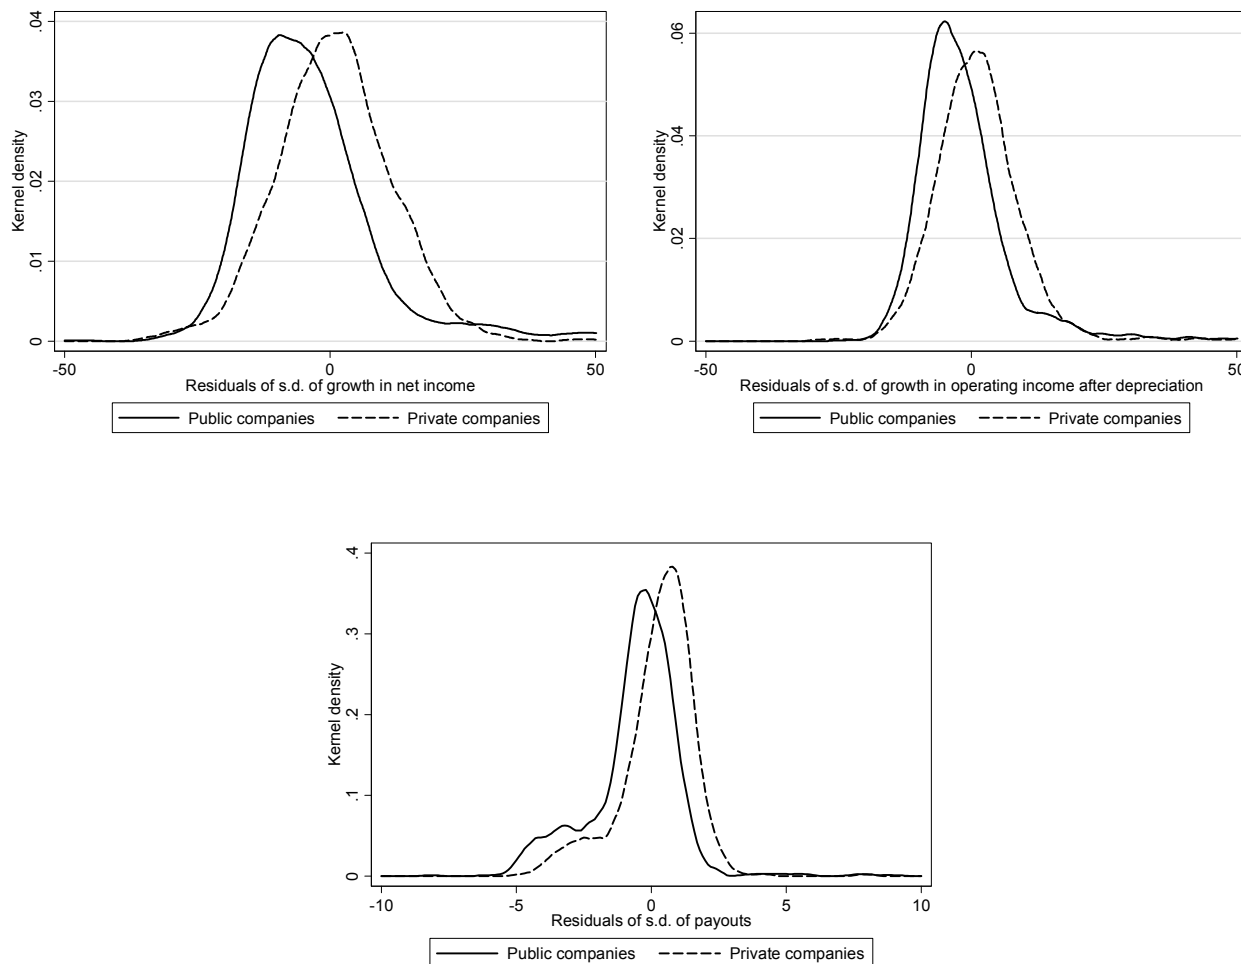 .04
.03
.02
.01
0
Kernel density
-50 0 50
Residuals of s.d. of growth in net income
Public companies Private companies
.06
.04
.02
0
Kernel density
-50 0 50
Residuals of s.d. of growth in operating income after depreciation
Public companies Private companies
.4
.3
.2
.1
0
Kernel density
-10 -5 0 5 10
Residuals of s.d. of payouts
Public companies Private companies